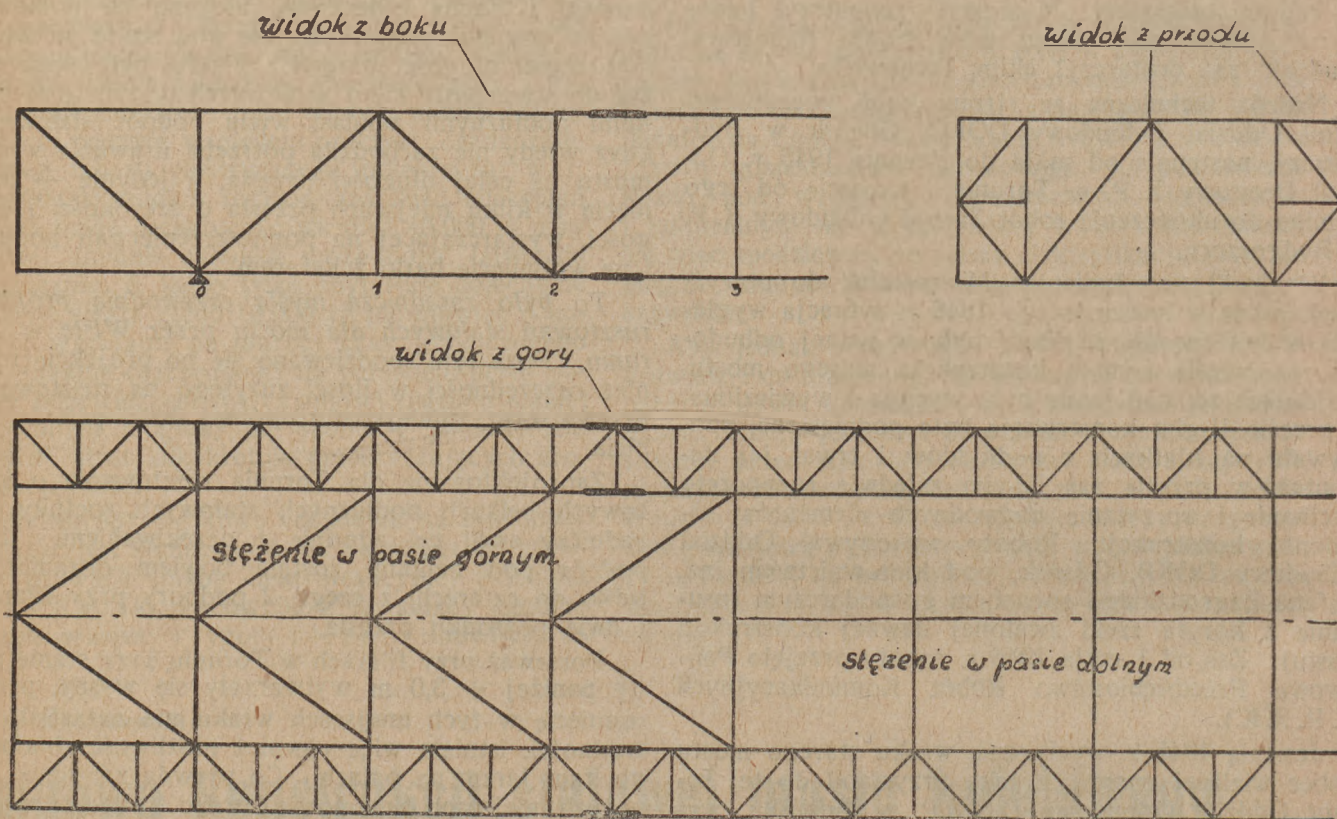 widok z boku
widok z przodu
0 1 2 3
widok z gory
stężenie w pasie górnym
stężenie w pasie dolnym